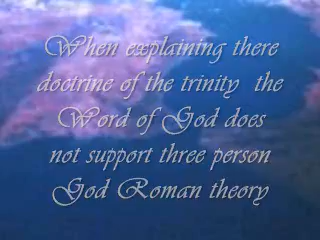 When explaining there
doctrine of the trinity the
Word of God does
not support three person
God Roman theory